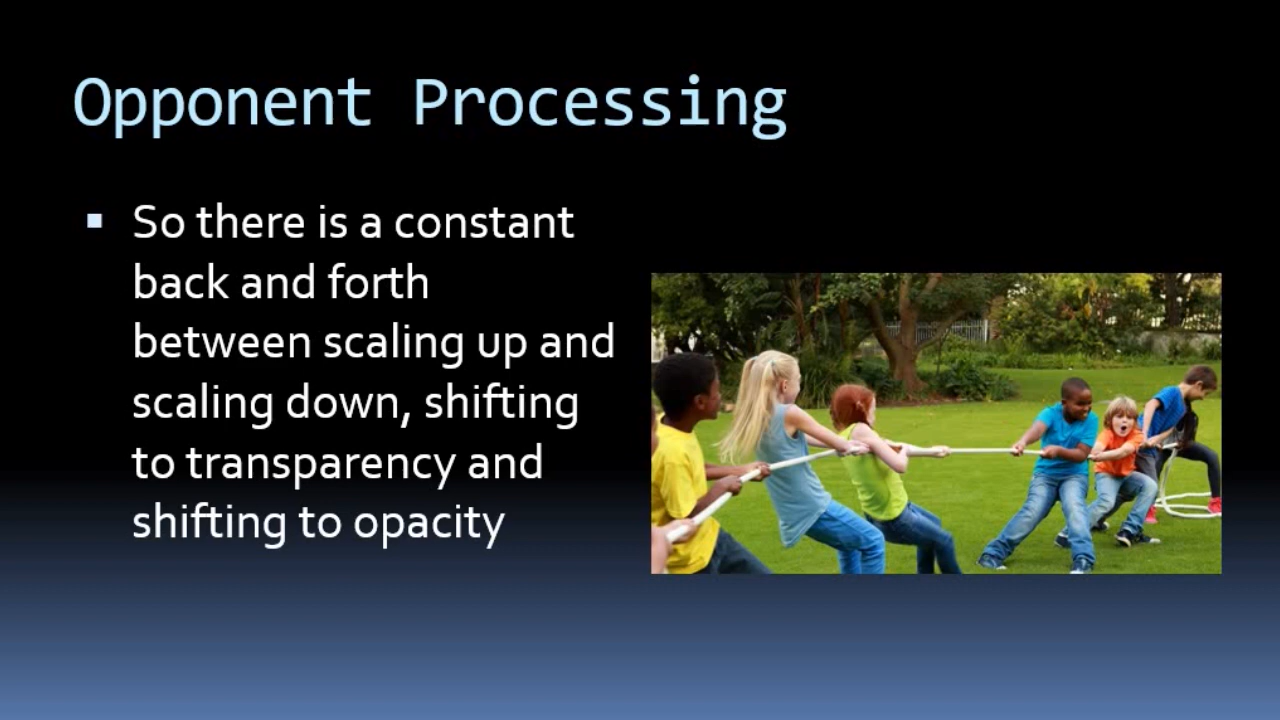 Opponent Processing
So there is a constant
back and forth
between scaling up and
scaling down, shifting
to transparency and
shifting to opacity